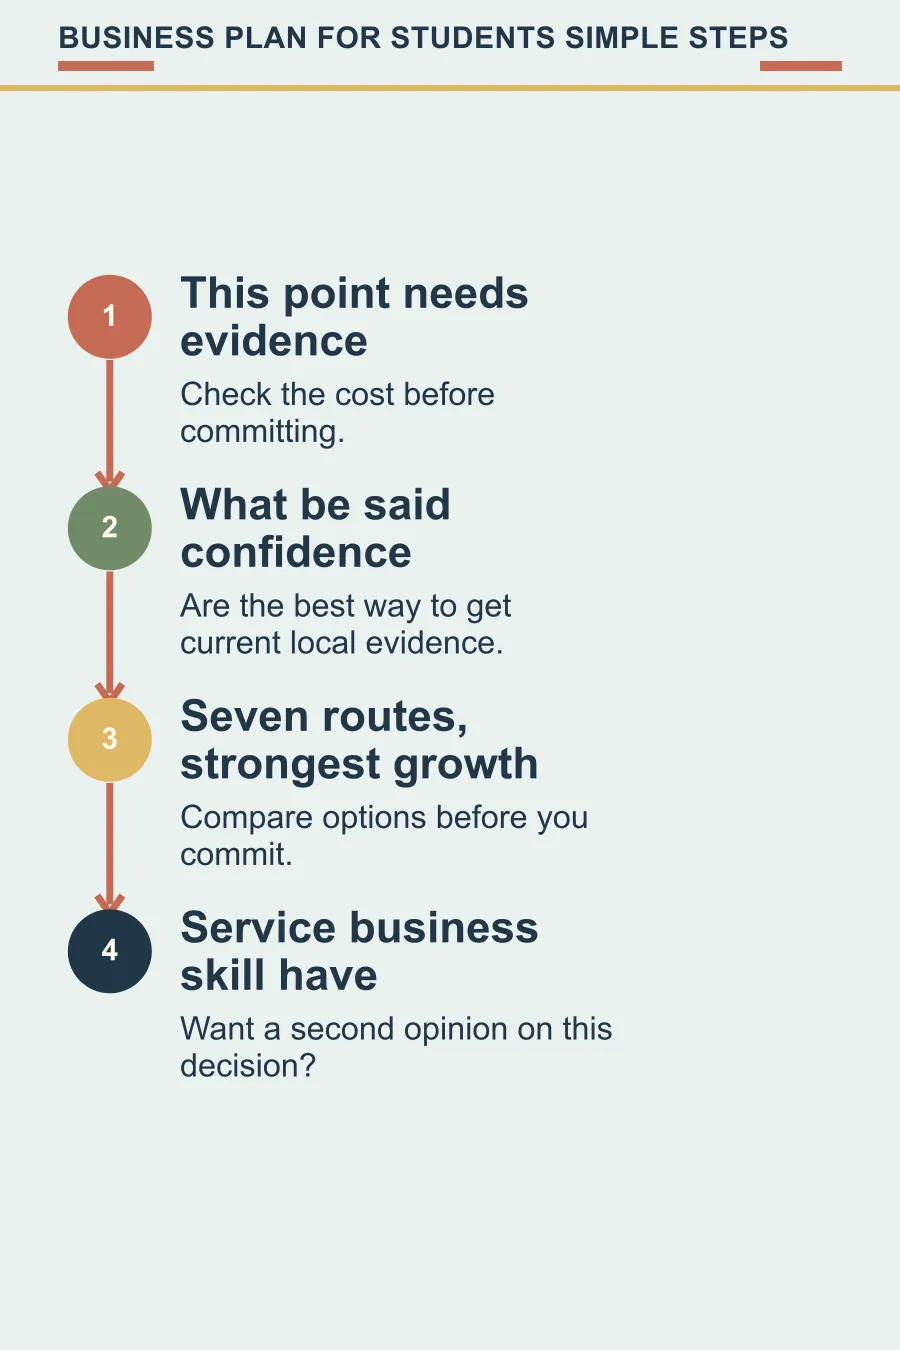 BUSINESS PLAN FOR STUDENTS SIMPLE STEPS
1
This point needs
evidence
Check the cost before
committing.
2
What be said
confidence
Are the best way to get
current local evidence.
3
Seven routes,
strongest growth
Compare options before you
commit.
4
Service business
skill have
Want a second opinion on this
decision?